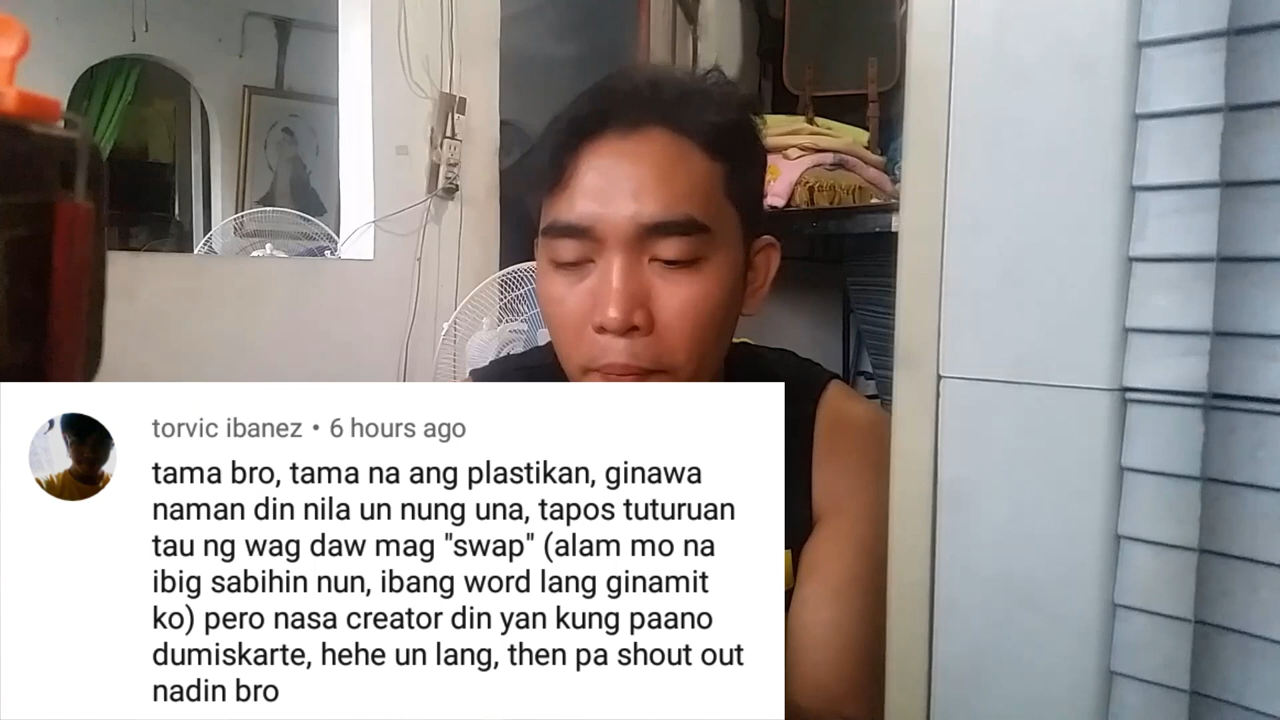 torvic ibanez • 6 hours ago
tama bro, tama na ang plastikan, ginawa
naman din nila un nung una, tapos tuturuan
tau ng wag daw mag "swap" (alam mo na
ibig sabihin nun, ibang word lang ginamit
ko) pero nasa creator din yan kung paano
dumiskarte, hehe un lang, then pa shout out
nadin bro